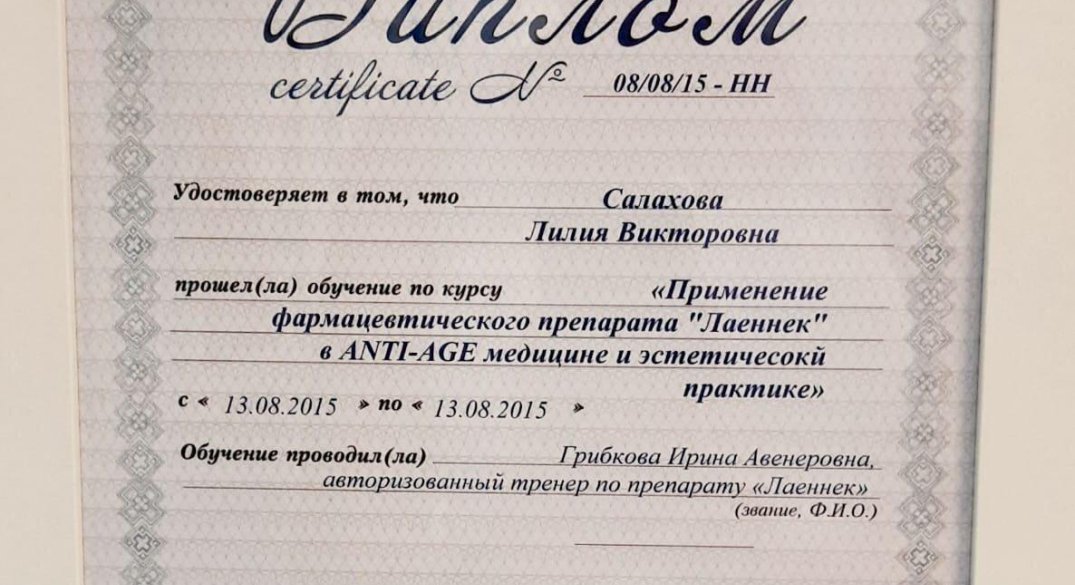 Диплом
certificate № 08/08/15 - НН
Удостоверяет в том, что Салахова
Лилия Викторовна
прошел(ла) обучение по курсу «Применение
фармацевтического препарата "Лаеннек"
в ANTI-AGE медицине и эстетичесокй
практике»
с « 13.08.2015 » по « 13.08.2015 »
Обучение проводил(ла) Грибкова Ирина Авенеровна,
авторизованный тренер по препарату «Лаеннек»
(звание, Ф.И.О.)